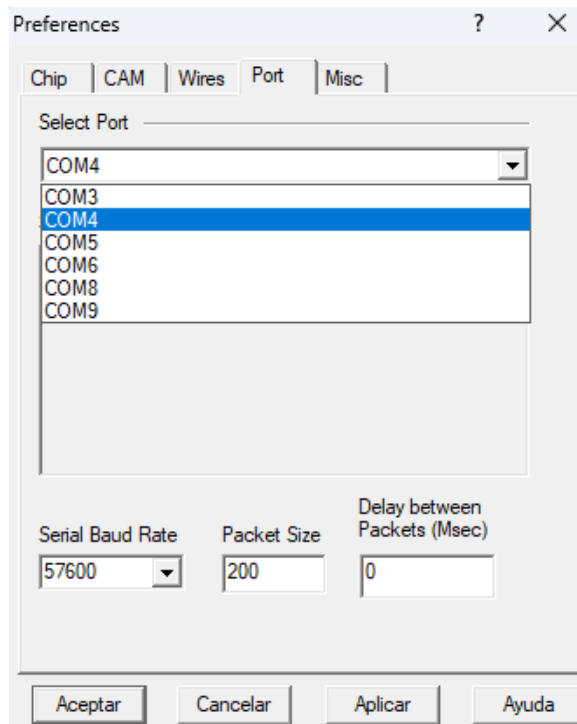 Preferences
?
Chip CAM Wires Port Misc
Select Port
COM4
COM3
COM4
COM5
COM6
COM8
COM9
Delay between
Serial Baud Rate Packet Size Packets (Msec)
57600 200 0
Aceptar Cancelar Aplicar Ayuda